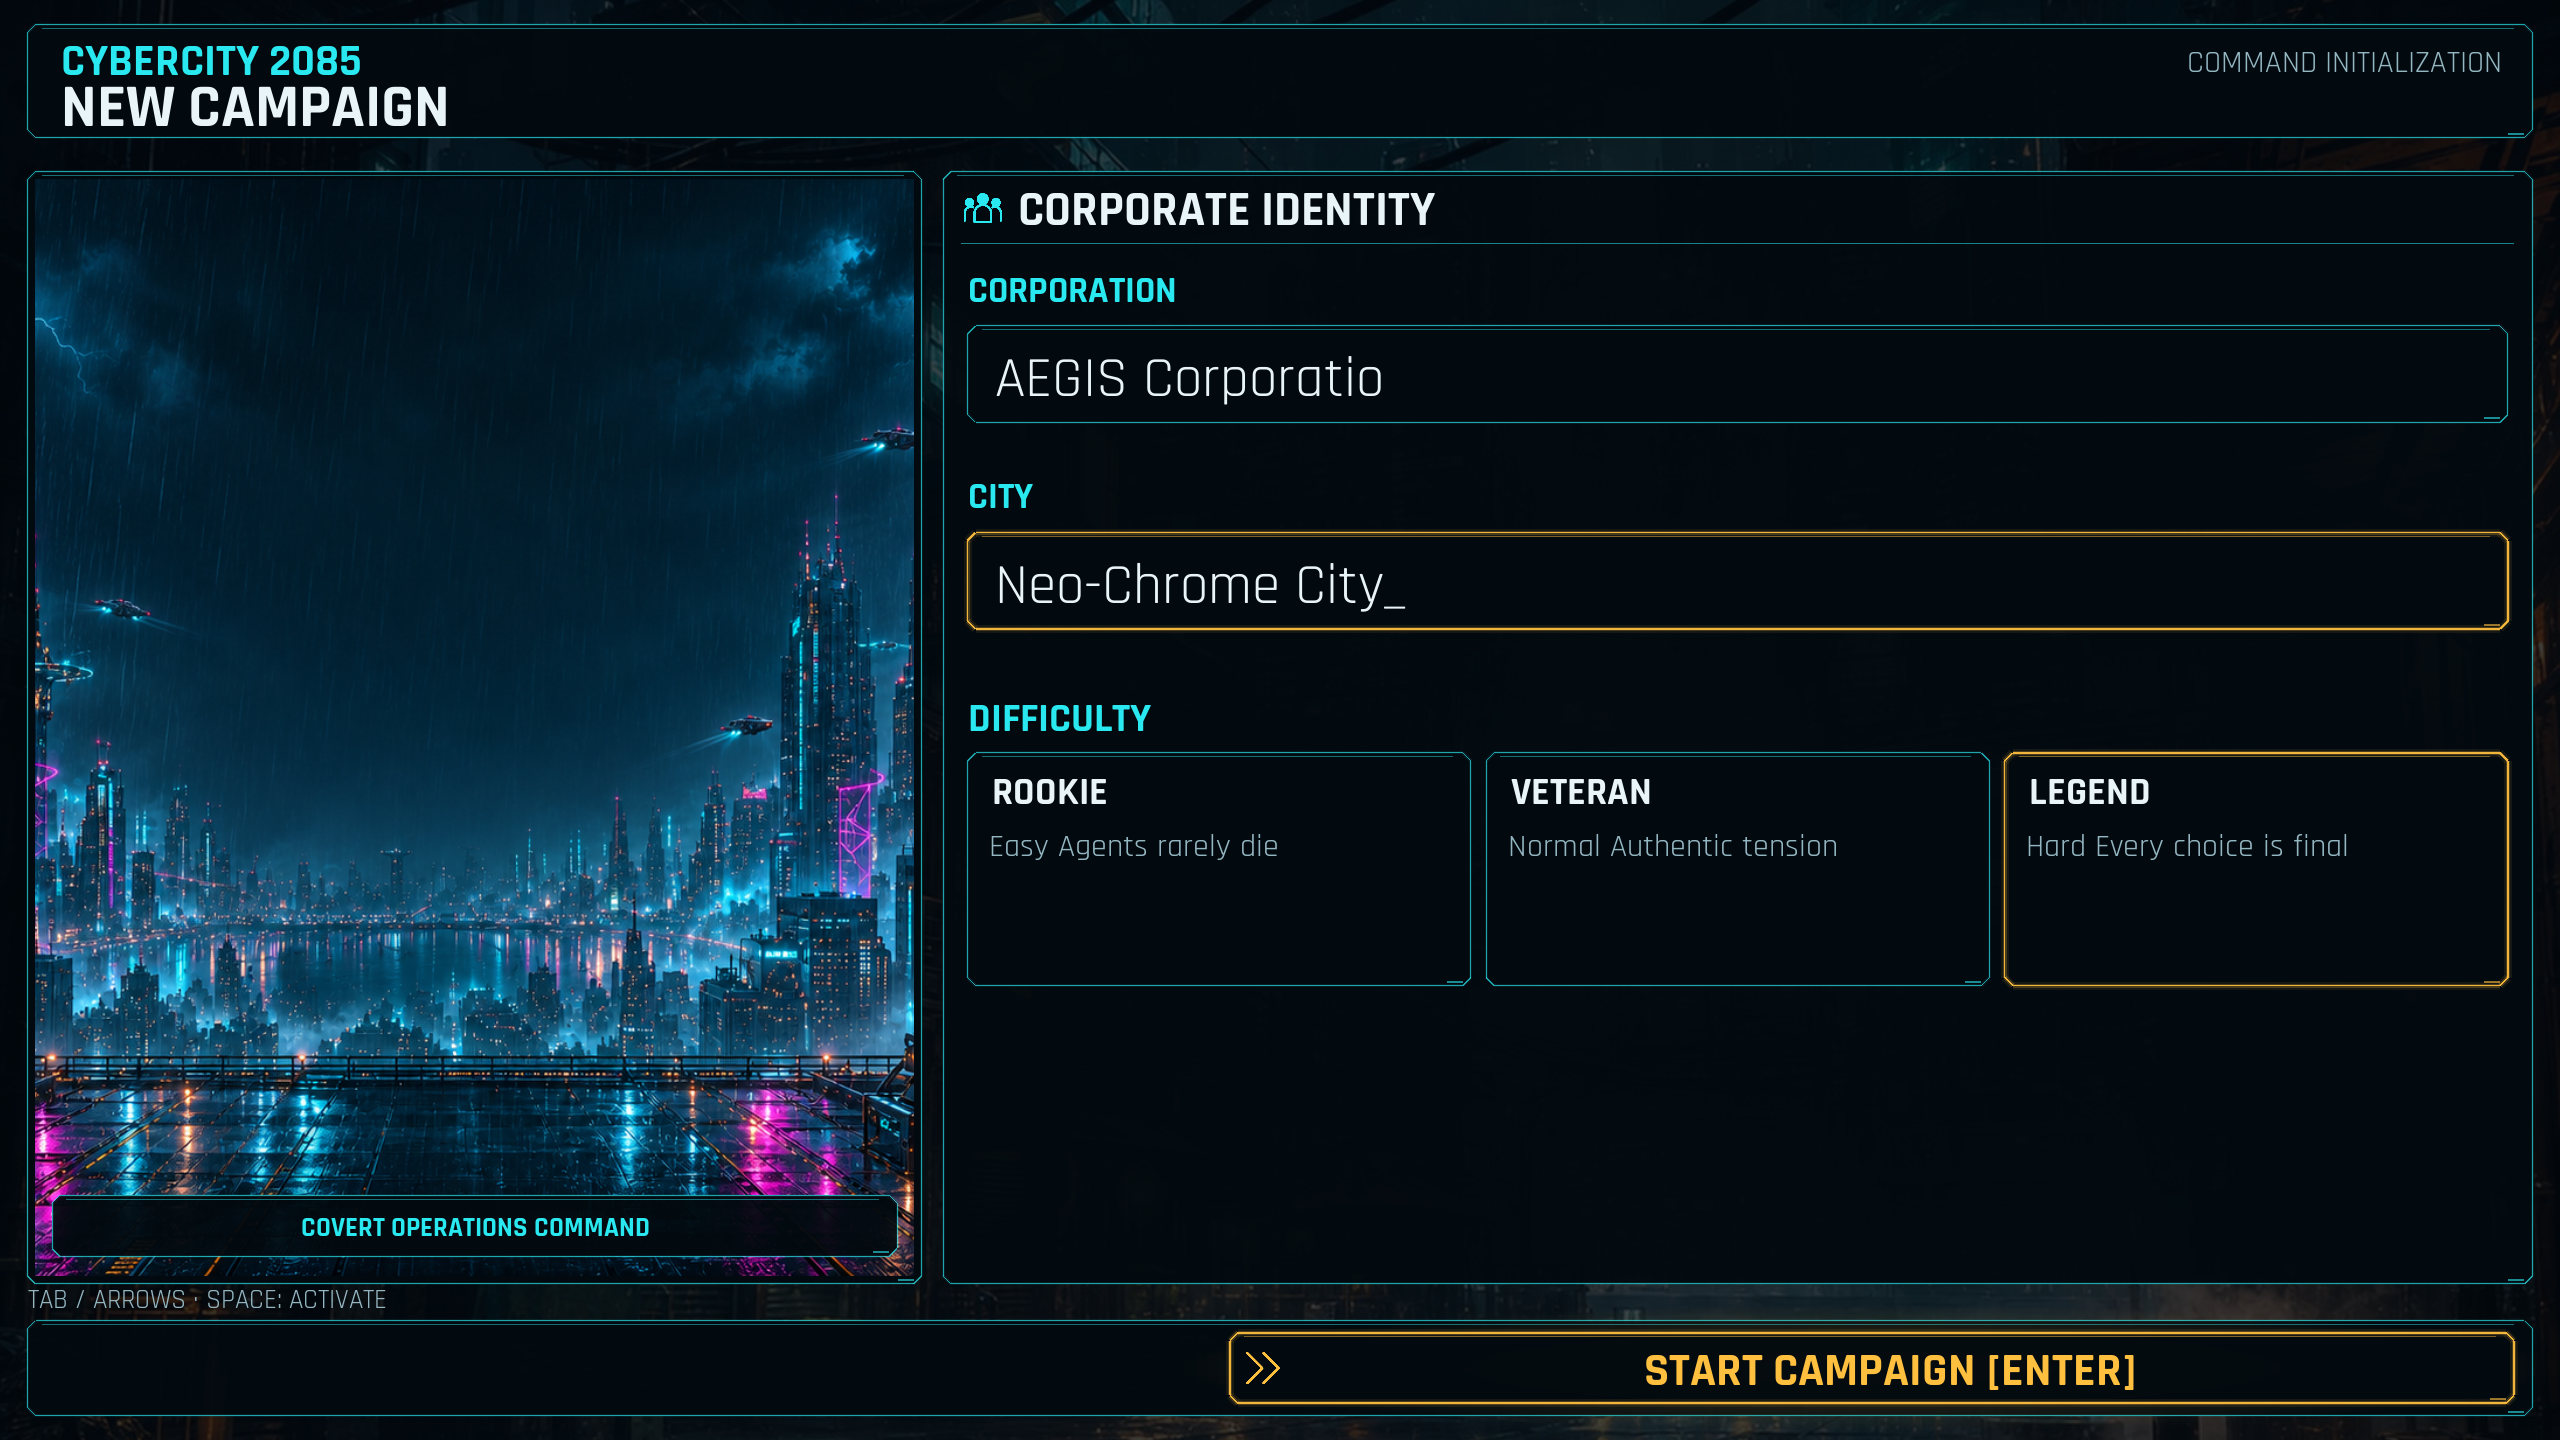 CYBERCITY 2085
NEW CAMPAIGN
COMMAND INITIALIZATION
CORPORATE IDENTITY
CORPORATION
AEGIS Corporatio
CITY
Neo-Chrome City_
DIFFICULTY
ROOKIE
Easy Agents rarely die
VETERAN
Normal Authentic tension
LEGEND
Hard Every choice is final
COVERT OPERATIONS COMMAND
TAB / ARROWS · SPACE: ACTIVATE
START CAMPAIGN [ENTER]